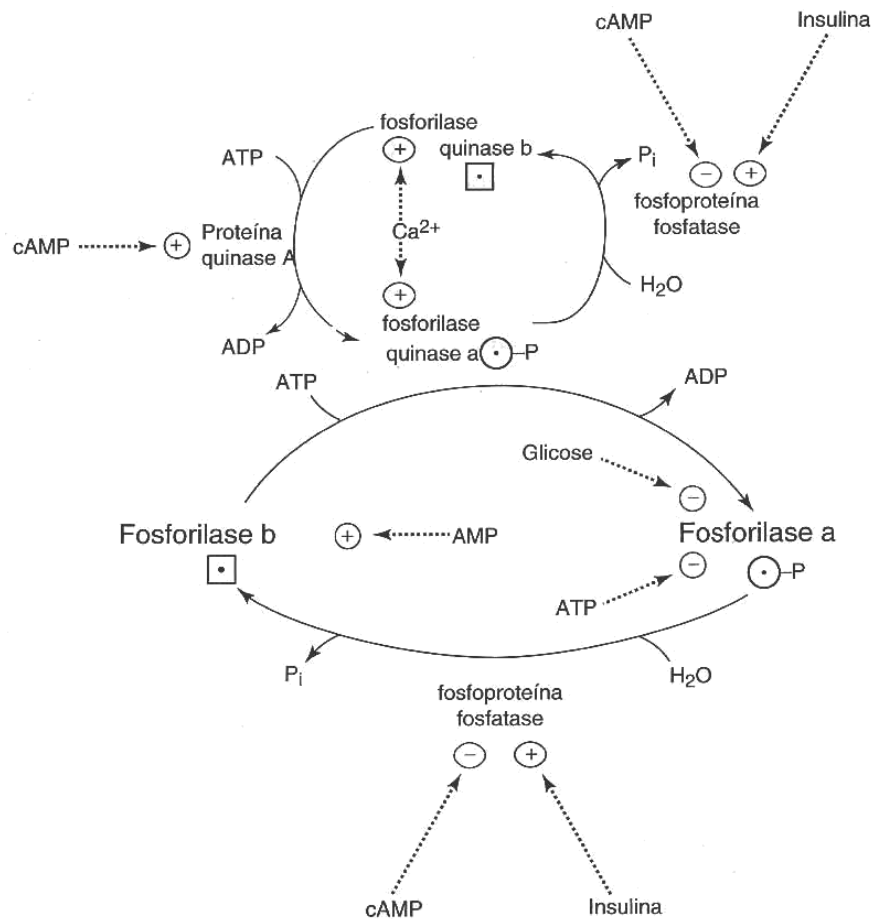 cAMP
Insulina
fosforilase
quinase b
ATP
Pi
+
− +
fosfoproteína
fosfatase
cAMP
+
Proteína
quinase A
Ca2+
H2O
+
fosforilase
quinase a
–P
ADP
ATP
ADP
Glicose
−
Fosforilase b
+
AMP
Fosforilase a
−
–P
ATP
Pi
H2O
fosfoproteína
fosfatase
− +
cAMP
Insulina